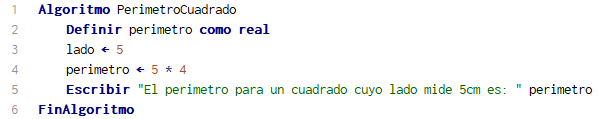 1 Algoritmo PerimetroCuadrado
2 Definir perimetro como real
3 lado ← 5
4 perimetro ← 5 * 4
5 Escribir "El perimetro para un cuadrado cuyo lado mide 5cm es: " perimetro
6 FinAlgoritmo